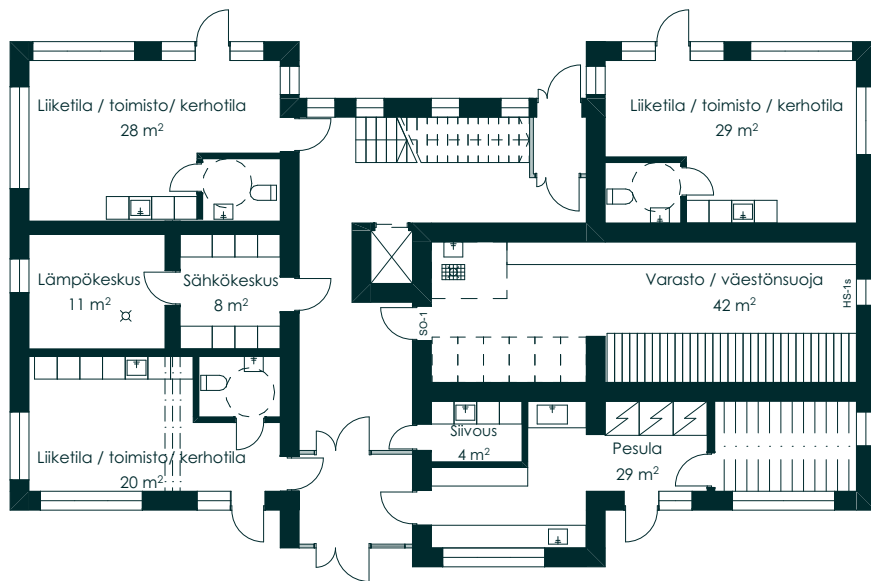 Liiketila / toimisto/ kerhotila
28 m²
Liiketila / toimisto / kerhotila
29 m²
Lämpökeskus
11 m²
Sähkökeskus
8 m²
Varasto / väestönsuoja
42 m²
HS-1s
SO-1
Siivous
4 m²
Pesula
29 m²
Liiketila / toimisto/ kerhotila
20 m²